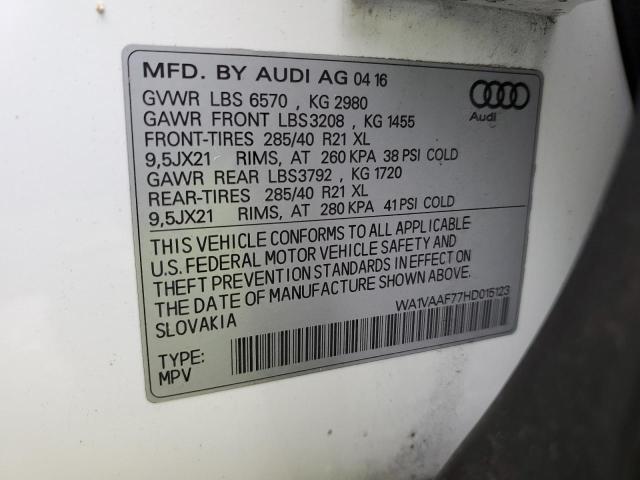 MFD. BY AUDI AG 04 16
GVWR LBS 6570 , KG 2980
GAWR FRONT LBS3208 , KG 1455
FRONT-TIRES 285/40 R21 XL
9,5JX21 RIMS, AT 260 KPA 38 PSI COLD
GAWR REAR LBS3792 , KG 1720
REAR-TIRES 285/40 R21 XL
9,5JX21 RIMS, AT 280 KPA 41 PSI COLD
Audi
THIS VEHICLE CONFORMS TO ALL APPLICABLE
U.S. FEDERAL MOTOR VEHICLE SAFETY AND
THEFT PREVENTION STANDARDS IN EFFECT ON
THE DATE OF MANUFACTURE SHOWN ABOVE.
SLOVAKIA
WA1VAAF77HD015123
TYPE:
MPV